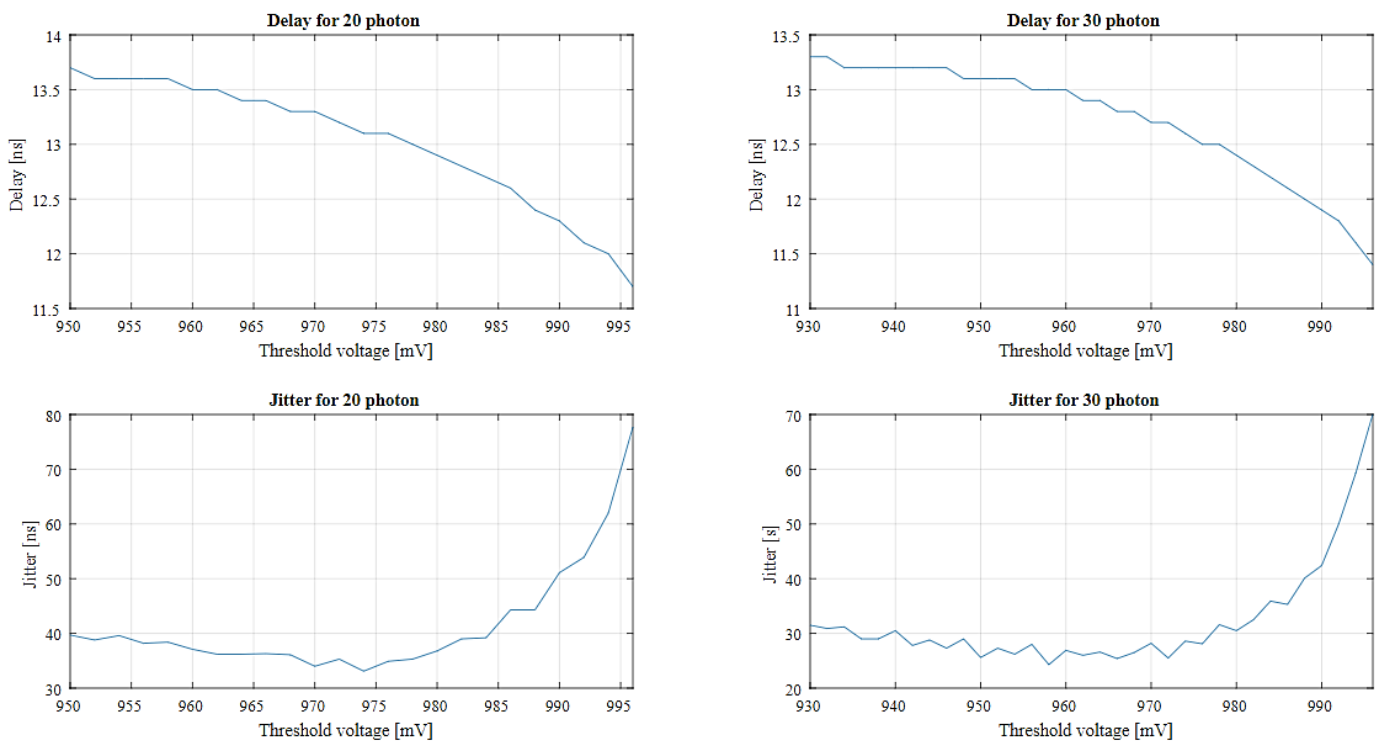 Delay for 20 photon
14
13.5
13
12.5
12
11.5
Delay [ns]
950 955 960 965 970 975 980 985 990 995
Threshold voltage [mV]
Delay for 30 photon
13.5
13
12.5
12
11.5
11
Delay [ns]
930 940 950 960 970 980 990
Threshold voltage [mV]
Jitter for 20 photon
80
70
60
50
40
30
Jitter [ns]
950 955 960 965 970 975 980 985 990 995
Threshold voltage [mV]
Jitter for 30 photon
70
60
50
40
30
20
Jitter [s]
930 940 950 960 970 980 990
Threshold voltage [mV]